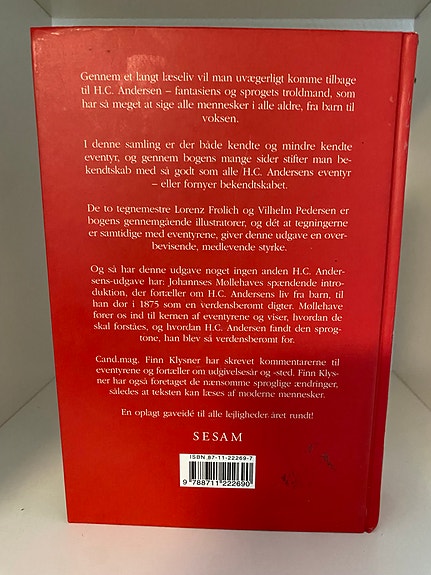 Gennem et langt læseliv vil man uvægerligt komme tilbage
til H.C. Andersen – fantasiens og sprogets troldmand, som
har så meget at sige alle mennesker i alle aldre, fra barn til
voksen.
I denne samling er der både kendte og mindre kendte
eventyr, og gennem bogens mange sider stifter man be-
kendtskab med så godt som alle H.C. Andersens eventyr
– eller fornyer bekendtskabet.
De to tegnemestre Lorenz Frølich og Vilhelm Pedersen er
bogens gennemgående illustratorer, og dét at tegningerne
er samtidige med eventyrene, giver denne udgave en over-
bevisende, medlevende styrke.
Og så har denne udgave noget ingen anden H.C. Ander-
sens-udgave har: Johannses Møllehaves spændende intro-
duktion, der fortæller om H.C. Andersens liv fra barn, til
han dør i 1875 som en verdensberømt digter. Møllehave
fører os ind til kernen af eventyrene og viser, hvordan de
skal forståes, og hvordan H.C. Andersen fandt den sprog-
tone, han blev så verdensberømt for.
Cand.mag. Finn Klysner har skrevet kommentarerne til
eventyrene og fortæller om udgivelsesår og -sted. Finn Klys-
ner har også foretaget de nænsomme sproglige ændringer,
således at teksten kan læses af moderne mennesker.
En oplagt gaveidé til alle lejligheder året rundt!
SESAM
ISBN 87-11-22269-7
9 788711 222690